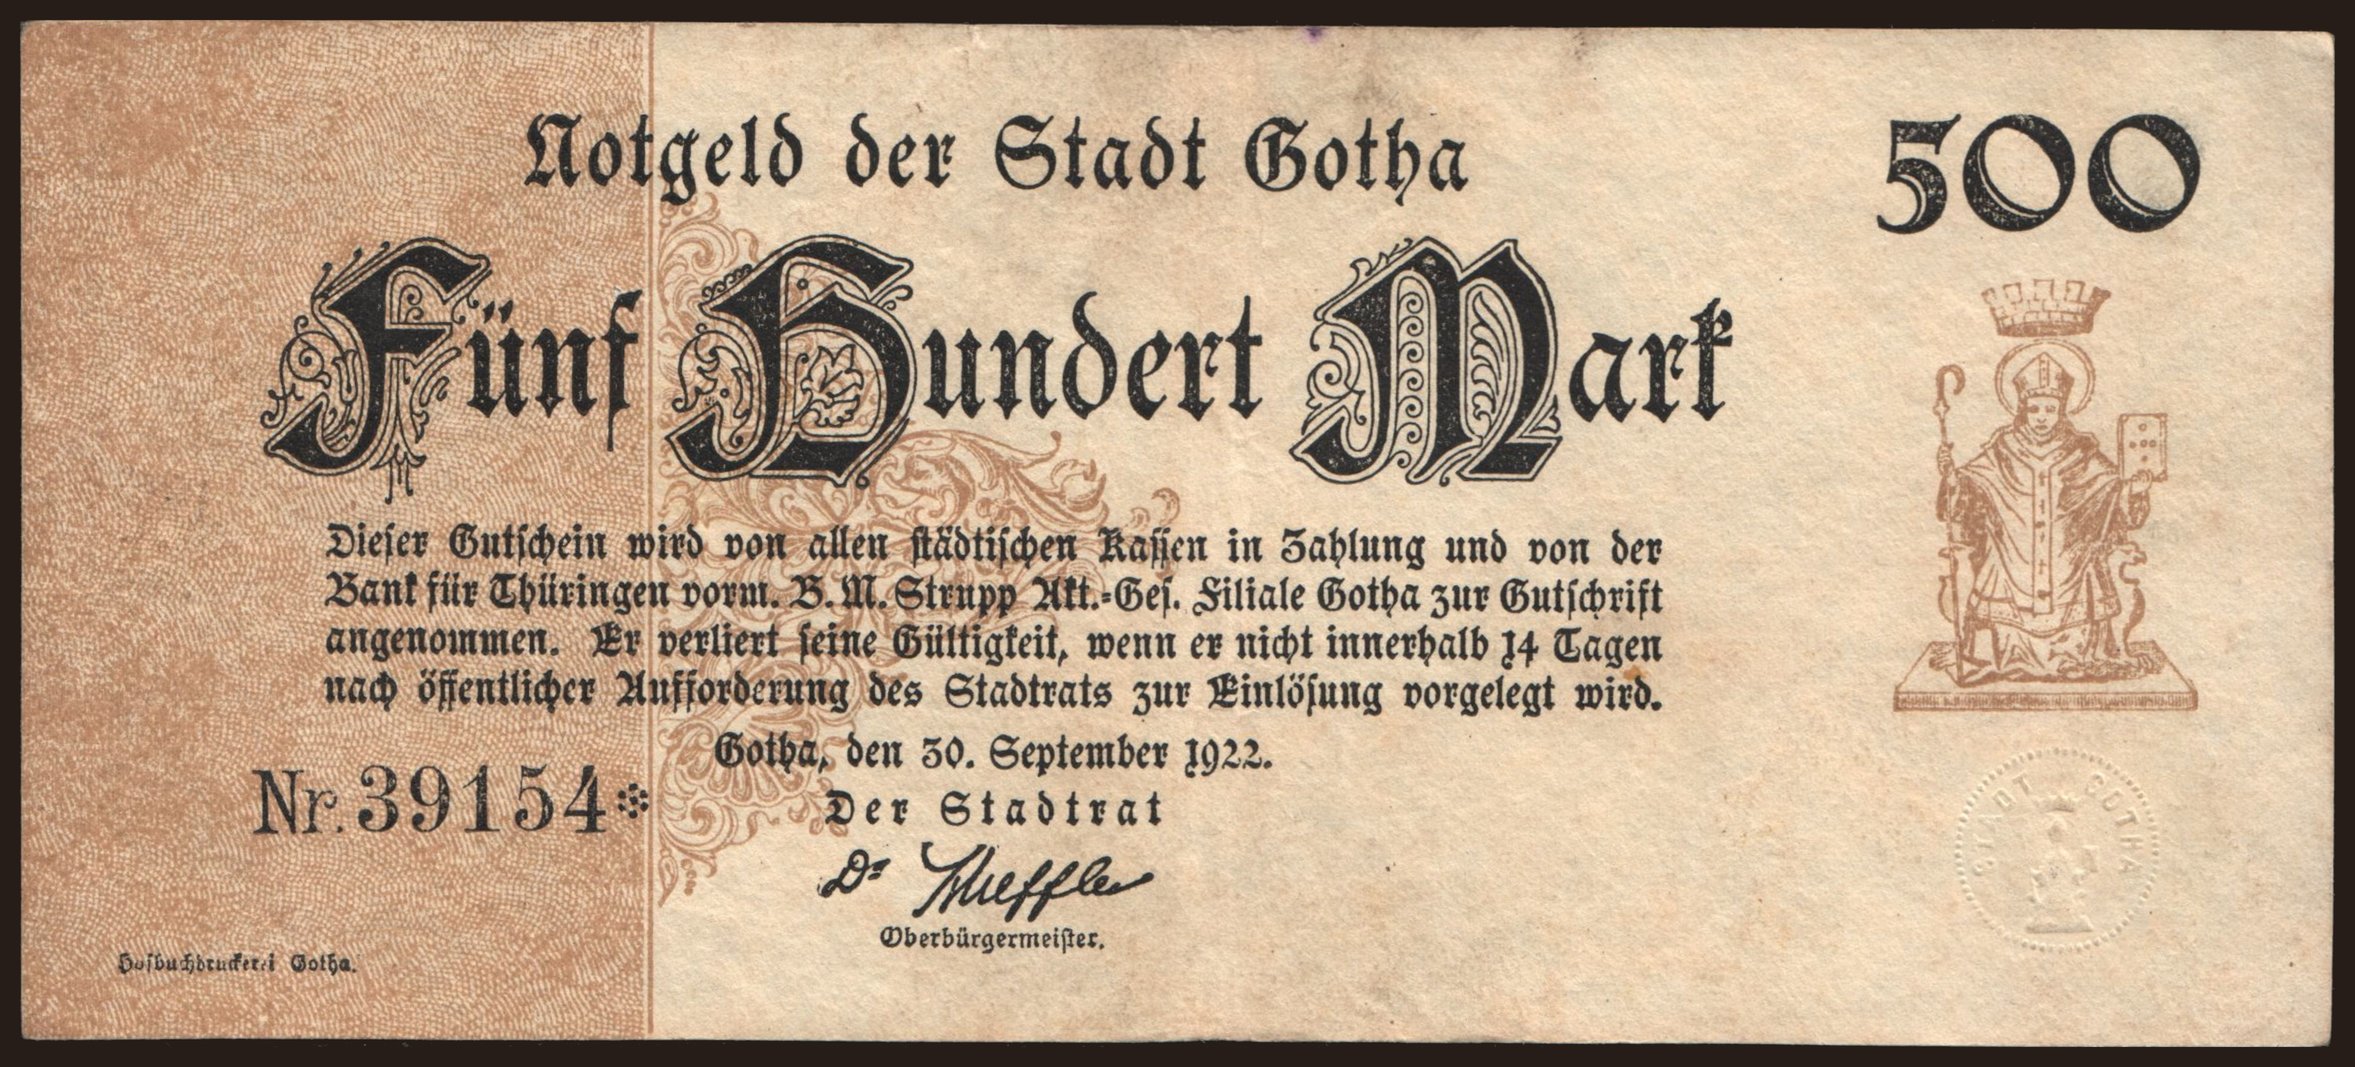 Notgeld der Stadt Gotha
500
Fünf Hundert Mark
Dieser Gutschein wird von allen städtischen Kassen in Zahlung und von der
Bank für Thüringen vorm. B. M. Strupp Akt.-Ges. Filiale Gotha zur Gutschrift
angenommen. Er verliert seine Gültigkeit, wenn er nicht innerhalb 14 Tagen
nach öffentlicher Aufforderung des Stadtrats zur Einlösung vorgelegt wird.
Gotha, den 30. September 1922.
Nr. 39154*
Der Stadtrat
Dr Scheffler
Oberbürgermeister.
Hofbuchdruckerei Gotha.
STADT GOTHA